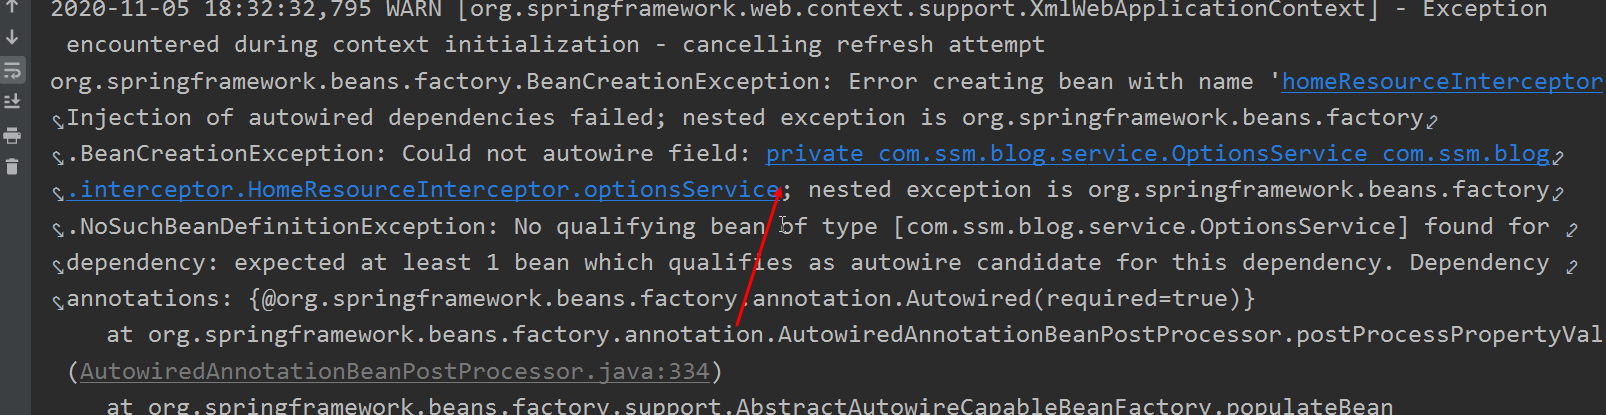 2020-11-05 18:32:32,795 WARN [org.springframework.web.context.support.XmlWebApplicationContext] - Exception
encountered during context initialization - cancelling refresh attempt
org.springframework.beans.factory.BeanCreationException: Error creating bean with name 'homeResourceInterceptor
Injection of autowired dependencies failed; nested exception is org.springframework.beans.factory
.BeanCreationException: Could not autowire field: private com.ssm.blog.service.OptionsService com.ssm.blog
.interceptor.HomeResourceInterceptor.optionsService; nested exception is org.springframework.beans.factory
.NoSuchBeanDefinitionException: No qualifying bean of type [com.ssm.blog.service.OptionsService] found for
dependency: expected at least 1 bean which qualifies as autowire candidate for this dependency. Dependency
annotations: {@org.springframework.beans.factory.annotation.Autowired(required=true)}
at org.springframework.beans.factory.annotation.AutowiredAnnotationBeanPostProcessor.postProcessPropertyVal
(AutowiredAnnotationBeanPostProcessor.java:334)
at org.springframework.beans.factory.support.AbstractAutowireCapableBeanFactory.populateBean